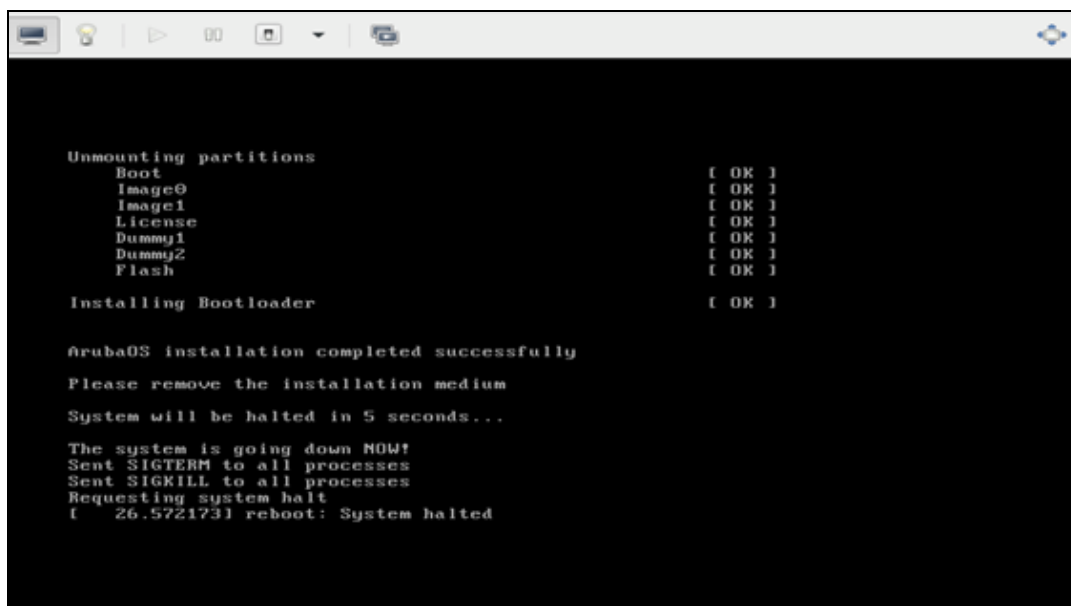 Unmounting partitions
Boot [ OK ]
Image0 [ OK ]
Image1 [ OK ]
License [ OK ]
Dummy1 [ OK ]
Dummy2 [ OK ]
Flash [ OK ]
Installing Bootloader [ OK ]
ArubaOS installation completed successfully
Please remove the installation medium
System will be halted in 5 seconds...
The system is going down NOW!
Sent SIGTERM to all processes
Sent SIGKILL to all processes
Requesting system halt
[ 26.572173] reboot: System halted